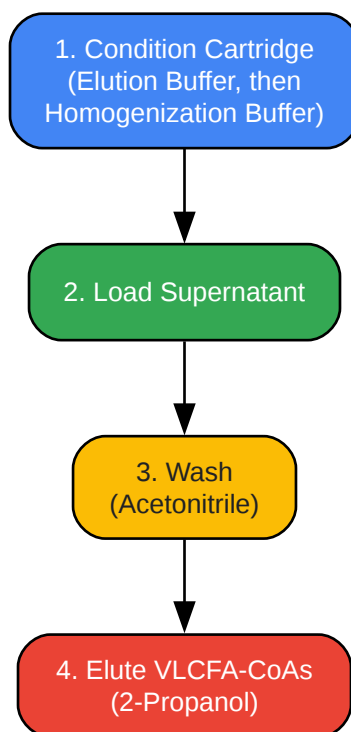 1. Condition Cartridge
(Elution Buffer, then
Homogenization Buffer)
2. Load Supernatant
3. Wash
(Acetonitrile)
4. Elute VLCFA-CoAs
(2-Propanol)